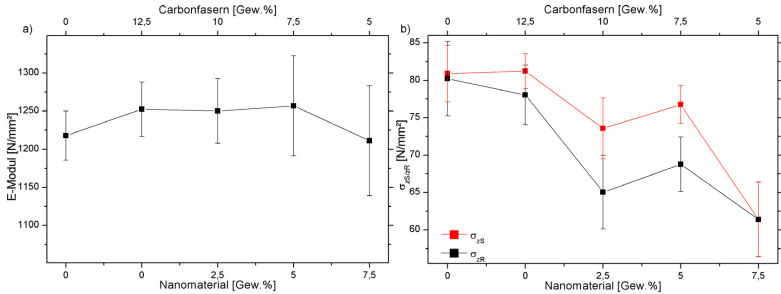 a)
Carbonfasern [Gew.%]
0 12,5 10 7,5 5
E-Modul [N/mm²]
1300
1250
1200
1150
1100
0 0 2,5 5 7,5
Nanomaterial [Gew.%]
b)
Carbonfasern [Gew.%]
0 12,5 10 7,5 5
σzS/zR [N/mm²]
85
80
75
70
65
60
σzS
σzR
0 0 2,5 5 7,5
Nanomaterial [Gew.%]